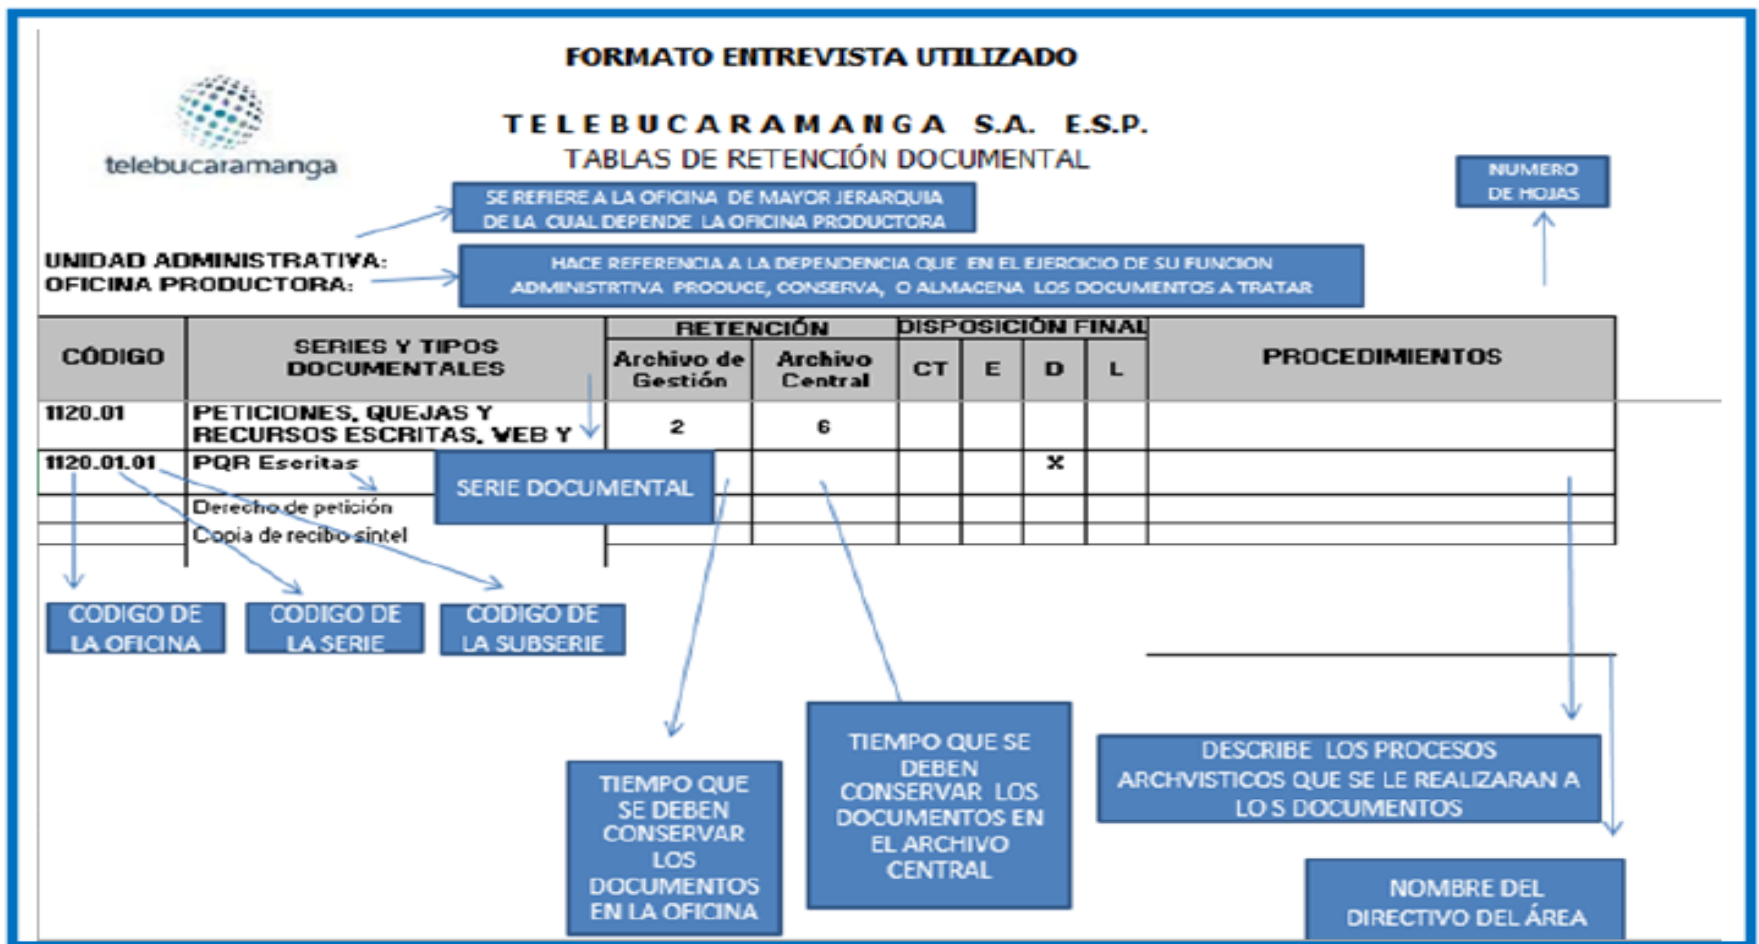 FORMATO ENTREVISTA UTILIZADO
TELEBUCARAMANGA S.A. E.S.P.
TABLAS DE RETENCIÓN DOCUMENTAL
telebucaramanga
NUMERO
DE HOJAS
SE REFIERE A LA OFICINA DE MAYOR JERARQUIA
DE LA CUAL DEPENDE LA OFICINA PRODUCTORA
UNIDAD ADMINISTRATIVA:
OFICINA PRODUCTORA:
HACE REFERENCIA A LA DEPENDENCIA QUE EN EL EJERCICIO DE SU FUNCION
ADMINISTRTIVA PRODUCE, CONSERVA, O ALMACENA LOS DOCUMENTOS A TRATAR
CÓDIGO
SERIES Y TIPOS
DOCUMENTALES
RETENCIÓN
Archivo de
Gestión
Archivo
Central
DISPOSICIÓN FINAL
CT E D L
PROCEDIMIENTOS
1120.01
PETICIONES, QUEJAS Y
RECURSOS ESCRITAS, WEB Y
2 6
1120.01.01 PQR Escritas X
SERIE DOCUMENTAL
Derecho de petición
Copia de recibo sintel
CODIGO DE
LA OFICINA
CODIGO DE
LA SERIE
CODIGO DE
LA SUBSERIE
TIEMPO QUE
SE DEBEN
CONSERVAR
LOS
DOCUMENTOS
EN LA OFICINA
TIEMPO QUE SE
DEBEN
CONSERVAR LOS
DOCUMENTOS EN
EL ARCHIVO
CENTRAL
DESCRIBE LOS PROCESOS
ARCHVISTICOS QUE SE LE REALIZARAN A
LO S DOCUMENTOS
NOMBRE DEL
DIRECTIVO DEL ÁREA